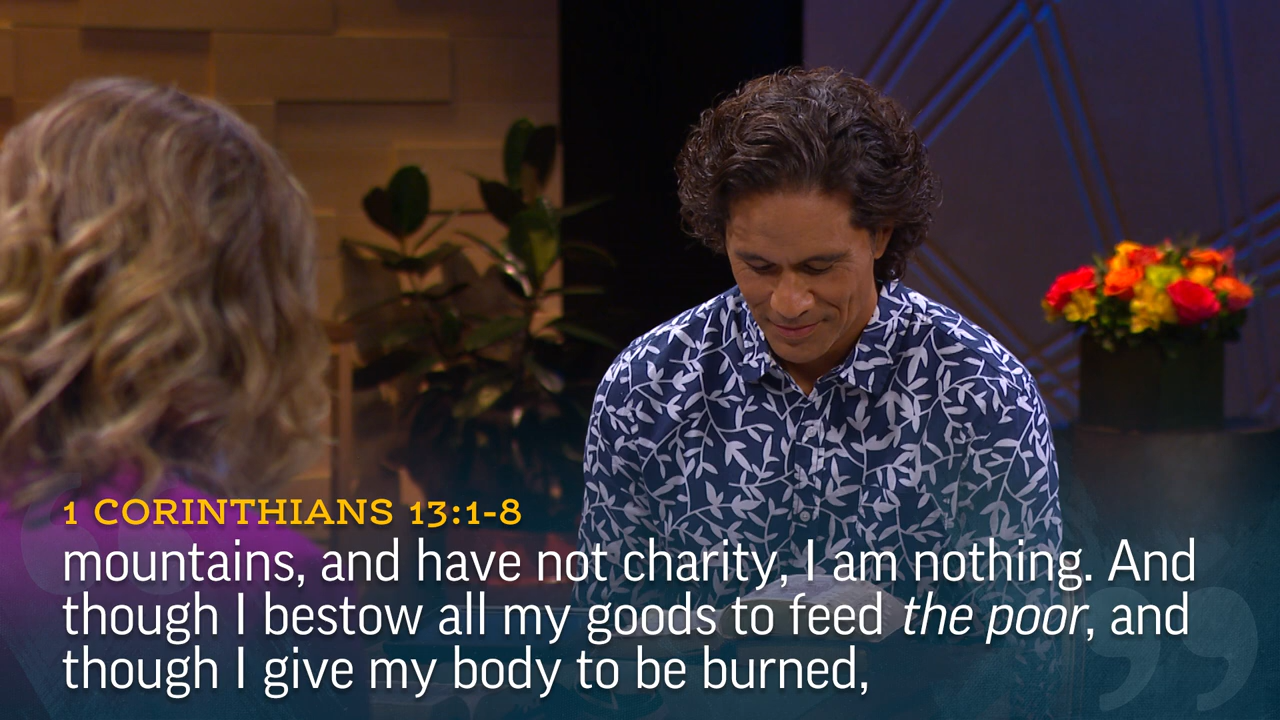 1 CORINTHIANS 13:1-8
mountains, and have not charity, I am nothing. And
though I bestow all my goods to feed the poor, and
though I give my body to be burned,